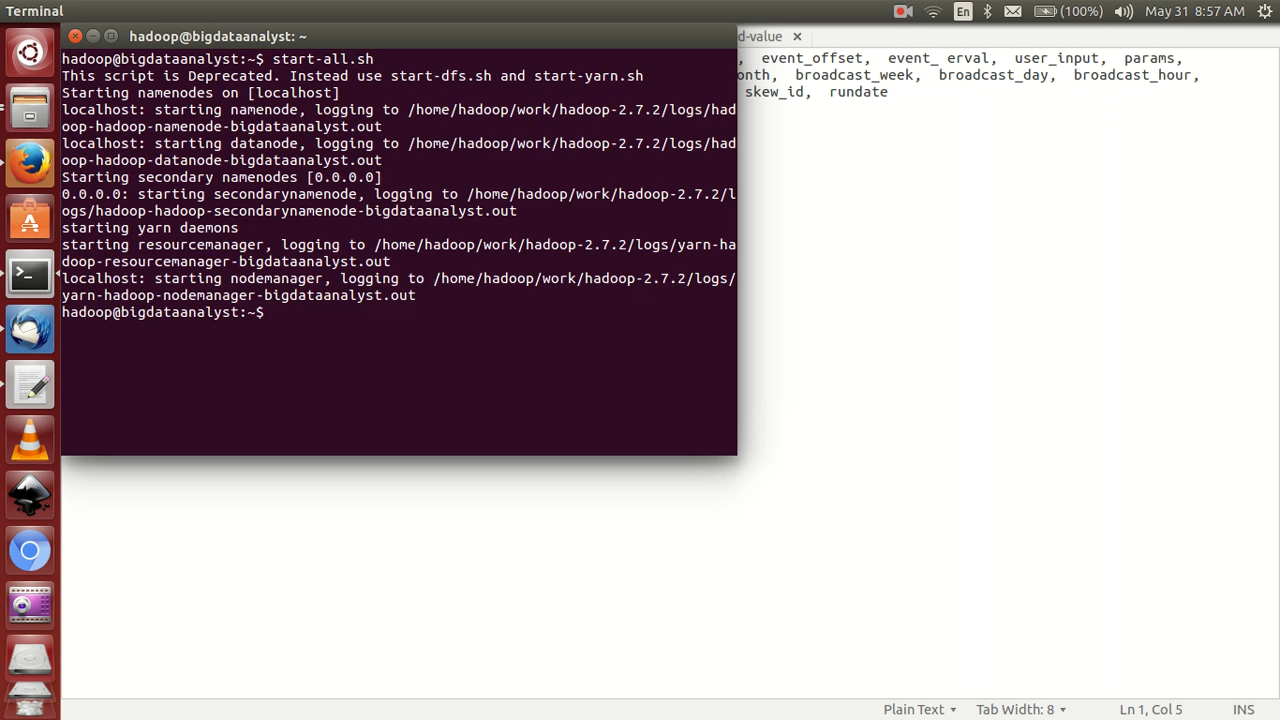 Terminal
En
(100%)
May 31 8:57 AM
hadoop@bigdataanalyst: ~
hadoop@bigdataanalyst:~$ start-all.sh
This script is Deprecated. Instead use start-dfs.sh and start-yarn.sh
Starting namenodes on [localhost]
localhost: starting namenode, logging to /home/hadoop/work/hadoop-2.7.2/logs/had
oop-hadoop-namenode-bigdataanalyst.out
localhost: starting datanode, logging to /home/hadoop/work/hadoop-2.7.2/logs/had
oop-hadoop-datanode-bigdataanalyst.out
Starting secondary namenodes [0.0.0.0]
0.0.0.0: starting secondarynamenode, logging to /home/hadoop/work/hadoop-2.7.2/l
ogs/hadoop-hadoop-secondarynamenode-bigdataanalyst.out
starting yarn daemons
starting resourcemanager, logging to /home/hadoop/work/hadoop-2.7.2/logs/yarn-ha
doop-resourcemanager-bigdataanalyst.out
localhost: starting nodemanager, logging to /home/hadoop/work/hadoop-2.7.2/logs/
yarn-hadoop-nodemanager-bigdataanalyst.out
hadoop@bigdataanalyst:~$
d-value ×
, event_offset, event_ erval, user_input, params,
onth, broadcast_week, broadcast_day, broadcast_hour,
skew_id, rundate
Plain Text
Tab Width: 8
Ln 1, Col 5
INS